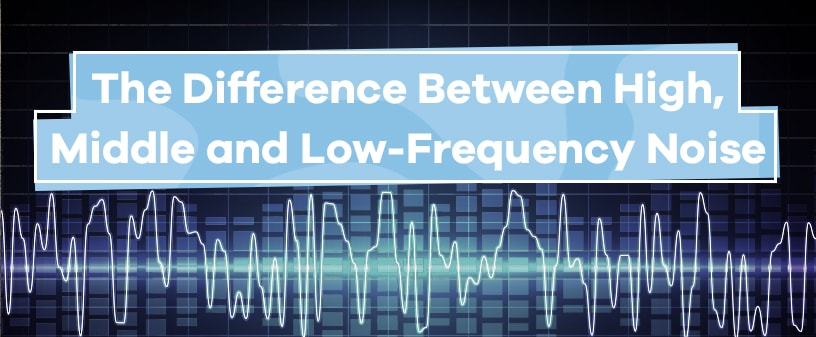 The Difference Between High,
Middle and Low-Frequency Noise